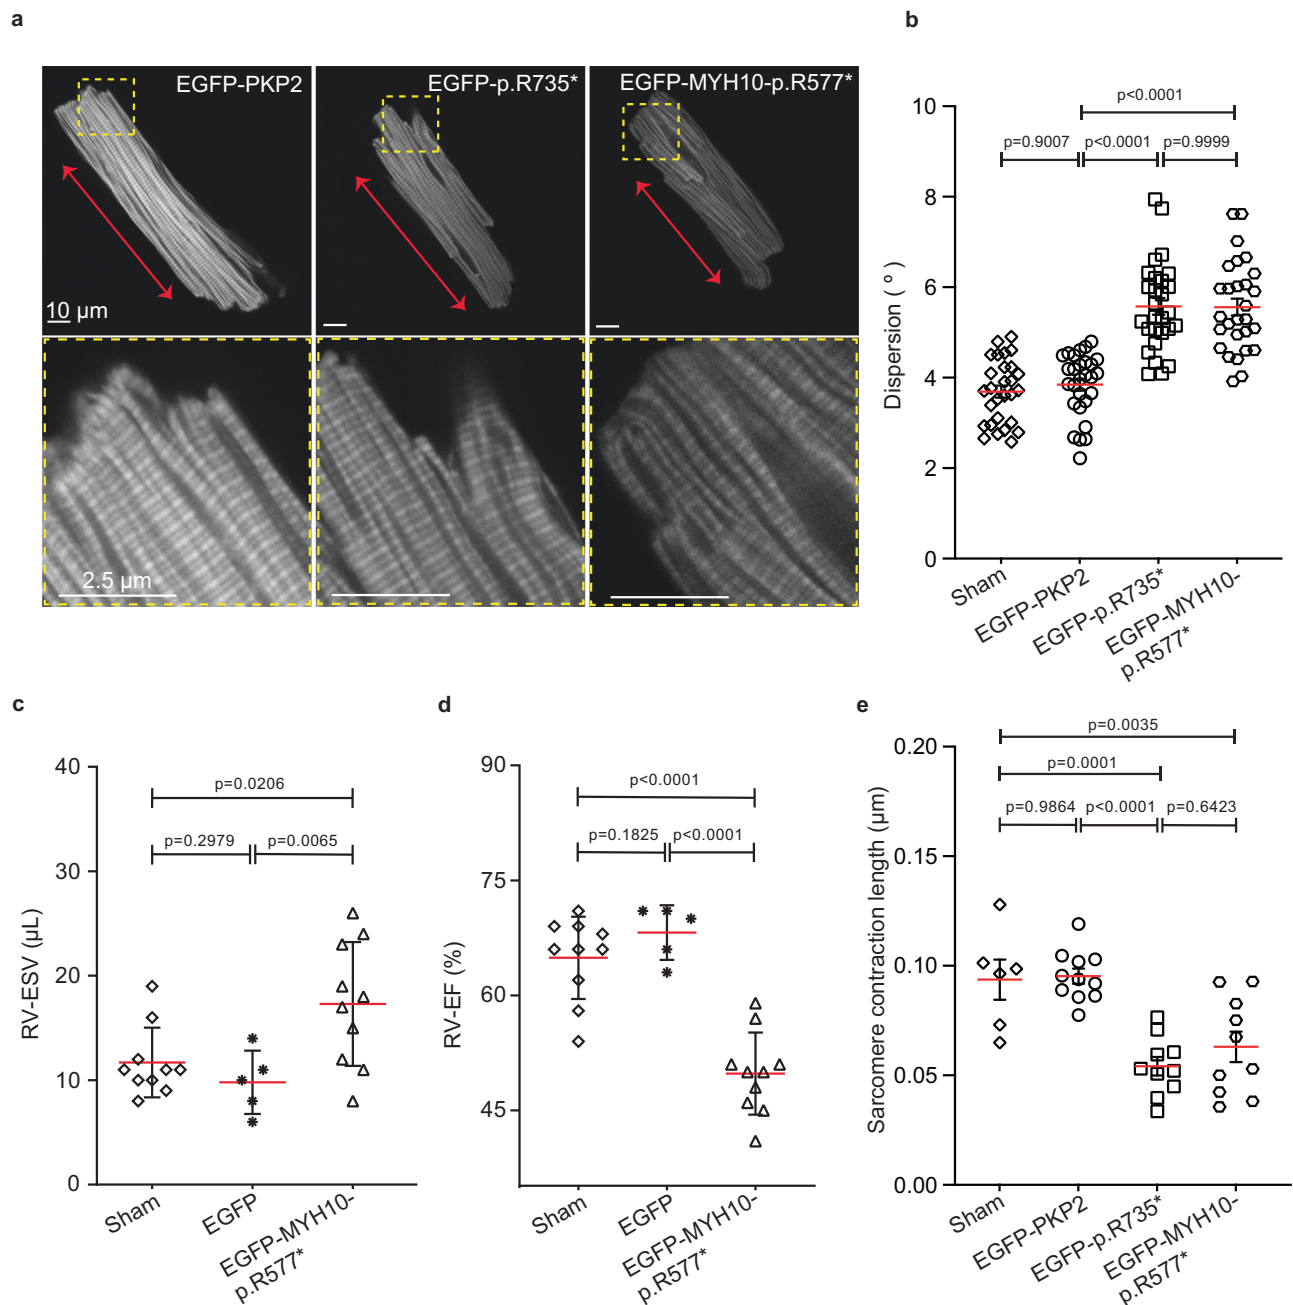 a
EGFP-PKP2
EGFP-p.R735*
EGFP-MYH10-p.R577*
10 µm
2.5 µm
b
p<0.0001
p=0.9007
p<0.0001
p=0.9999
10
8
6
4
2
0
Dispersion ( º )
Sham
EGFP-PKP2
EGFP-p.R735*
EGFP-MYH10-
p.R577*
c
p=0.0206
p=0.2979
p=0.0065
40
30
20
10
0
RV-ESV (µL)
Sham
EGFP
EGFP-MYH10-
p.R577*
d
p<0.0001
p=0.1825
p<0.0001
90
75
60
45
RV-EF (%)
Sham
EGFP
EGFP-MYH10-
p.R577*
e
p=0.0035
p=0.0001
p=0.9864
p<0.0001
p=0.6423
0.20
0.15
0.10
0.05
0.00
Sarcomere contraction length (µm)
Sham
EGFP-PKP2
EGFP-p.R735*
EGFP-MYH10-
p.R577*